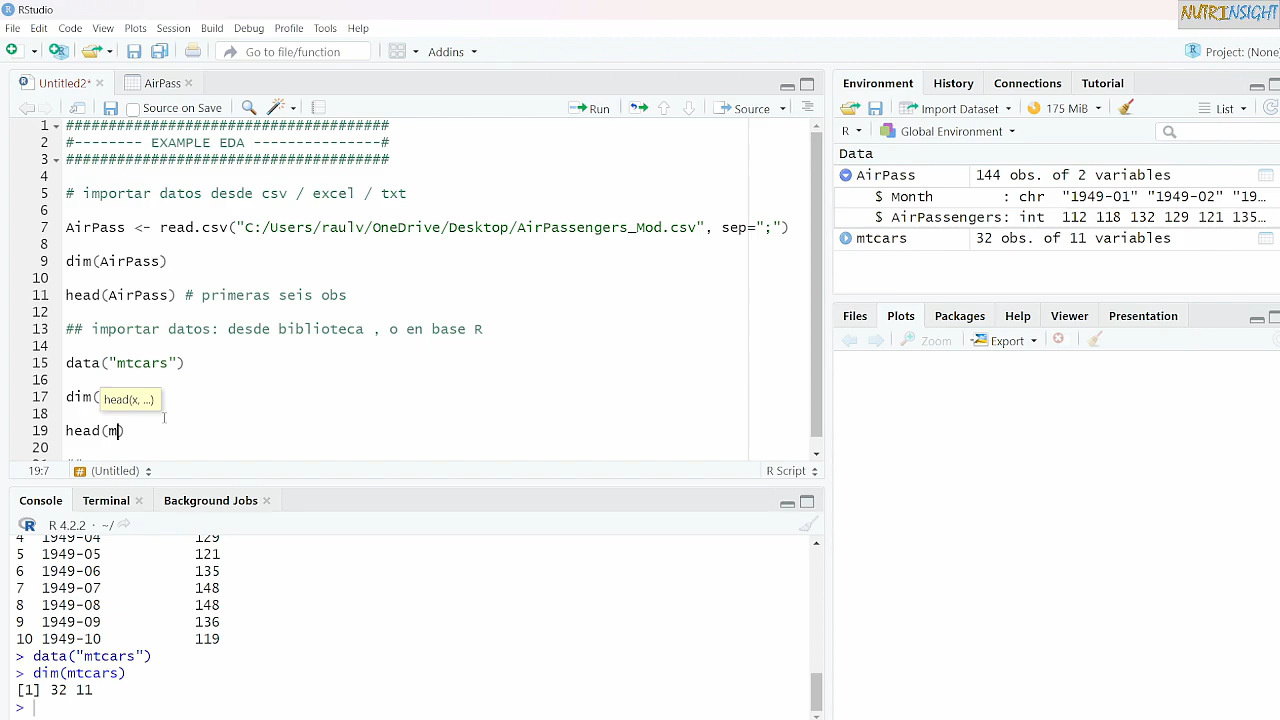 RStudio
NUTRINSIGHT
File Edit Code View Plots Session Build Debug Profile Tools Help
Go to file/function Addins Project: (None)
Untitled2* AirPass
Source on Save Run Source
1 #####################################
2 #-------- EXAMPLE EDA ---------------#
3 #####################################
4
5 # importar datos desde csv / excel / txt
6
7 AirPass <- read.csv("C:/Users/raulv/OneDrive/Desktop/AirPassengers_Mod.csv", sep=";")
8
9 dim(AirPass)
10
11 head(AirPass) # primeras seis obs
12
13 ## importar datos: desde biblioteca , o en base R
14
15 data("mtcars")
16
17 dim(
head(x, ...)
18
19 head(m)
20
19:7 (Untitled) R Script
Console Terminal Background Jobs
R 4.2.2 · ~/
4 1949-04 129
5 1949-05 121
6 1949-06 135
7 1949-07 148
8 1949-08 148
9 1949-09 136
10 1949-10 119
> data("mtcars")
> dim(mtcars)
[1] 32 11
>
Environment History Connections Tutorial
Import Dataset 175 MiB List
R Global Environment
Data
AirPass 144 obs. of 2 variables
$ Month : chr "1949-01" "1949-02" "19…
$ AirPassengers: int 112 118 132 129 121 135…
mtcars 32 obs. of 11 variables
Files Plots Packages Help Viewer Presentation
Zoom Export